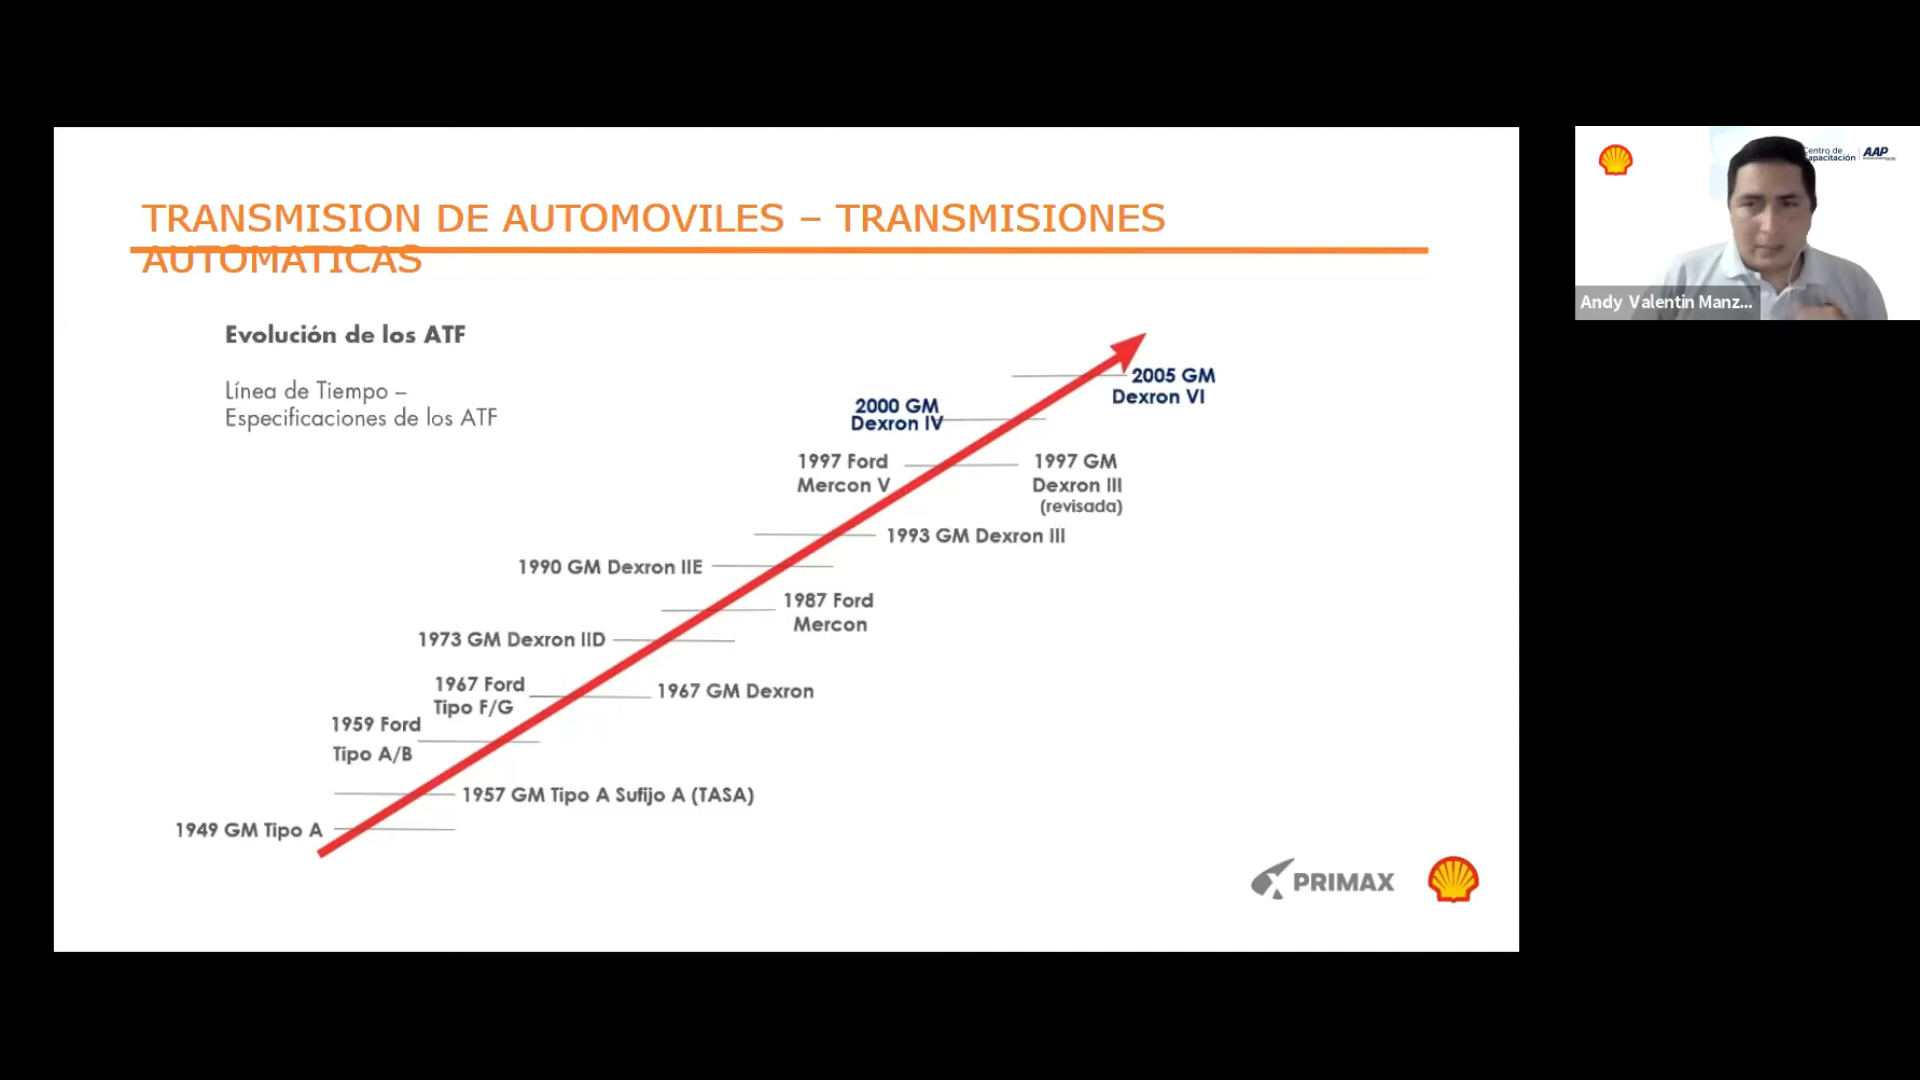 TRANSMISION DE AUTOMOVILES – TRANSMISIONES
AUTOMATICAS
Evolución de los ATF
Línea de Tiempo –
Especificaciones de los ATF
2005 GM
Dexron VI
2000 GM
Dexron IV
1997 Ford
Mercon V
1997 GM
Dexron III
(revisada)
1993 GM Dexron III
1990 GM Dexron IIE
1987 Ford
Mercon
1973 GM Dexron IID
1967 Ford
Tipo F/G
1967 GM Dexron
1959 Ford
Tipo A/B
1957 GM Tipo A Sufijo A (TASA)
1949 GM Tipo A
PRIMAX
entro de
apacitación
AAP
Andy Valentin Manz...